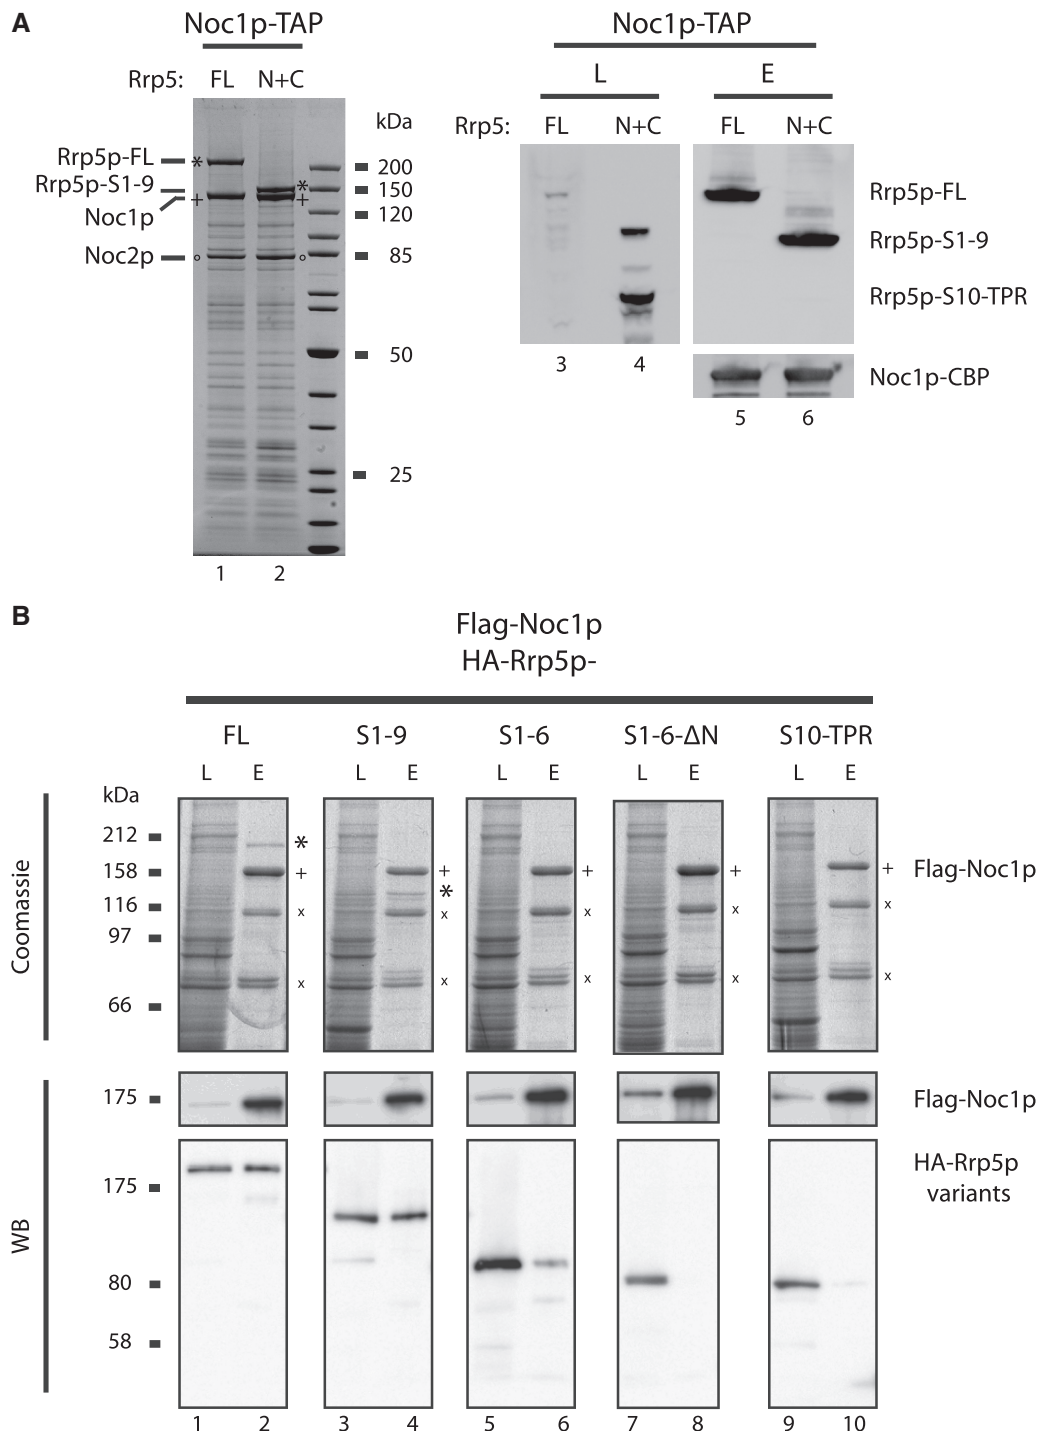 A
Noc1p-TAP
Rrp5: FL N+C
kDa
Rrp5p-FL * 200
Rrp5p-S1-9 * 150
Noc1p + +
120
Noc2p ° ° 85
50
25
1 2
Noc1p-TAP
L E
Rrp5: FL N+C FL N+C
Rrp5p-FL
Rrp5p-S1-9
Rrp5p-S10-TPR
3 4
Noc1p-CBP
5 6
B
Flag-Noc1p
HA-Rrp5p-
FL S1-9 S1-6 S1-6-ΔN S10-TPR
L E L E L E L E L E
kDa
Coomassie
212 *
158 + + + + + Flag-Noc1p
*
116 x x x x x
97
x x x x x
66
WB
175 Flag-Noc1p
HA-Rrp5p
variants
175
80
58
1 2 3 4 5 6 7 8 9 10